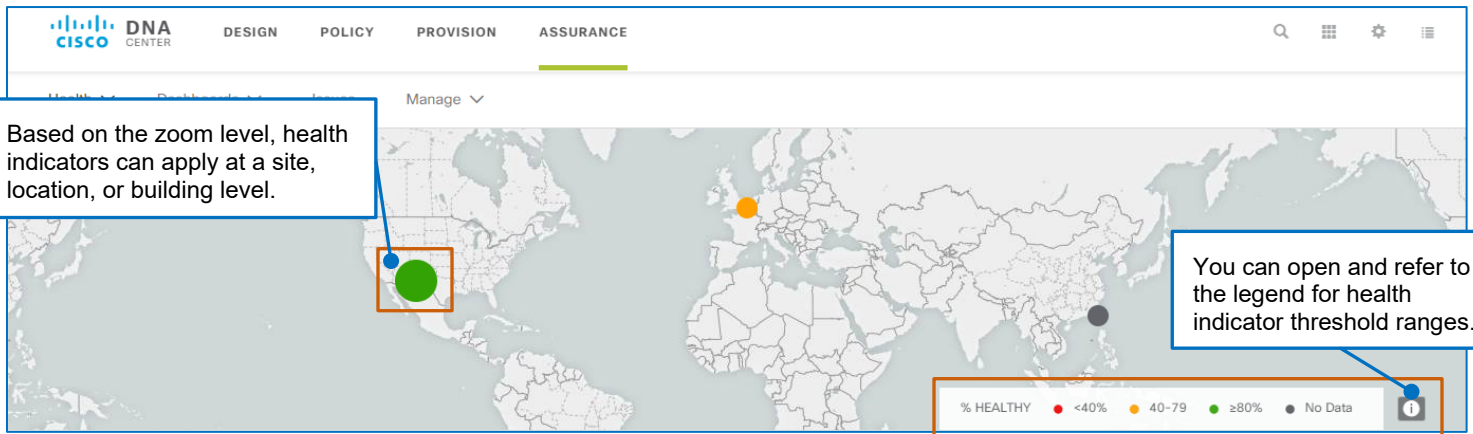 CISCO DNA CENTER
DESIGN POLICY PROVISION ASSURANCE
Manage
Based on the zoom level, health
indicators can apply at a site,
location, or building level.
You can open and refer to
the legend for health
indicator threshold ranges.
% HEALTHY <40% 40-79 ≥80% No Data
i